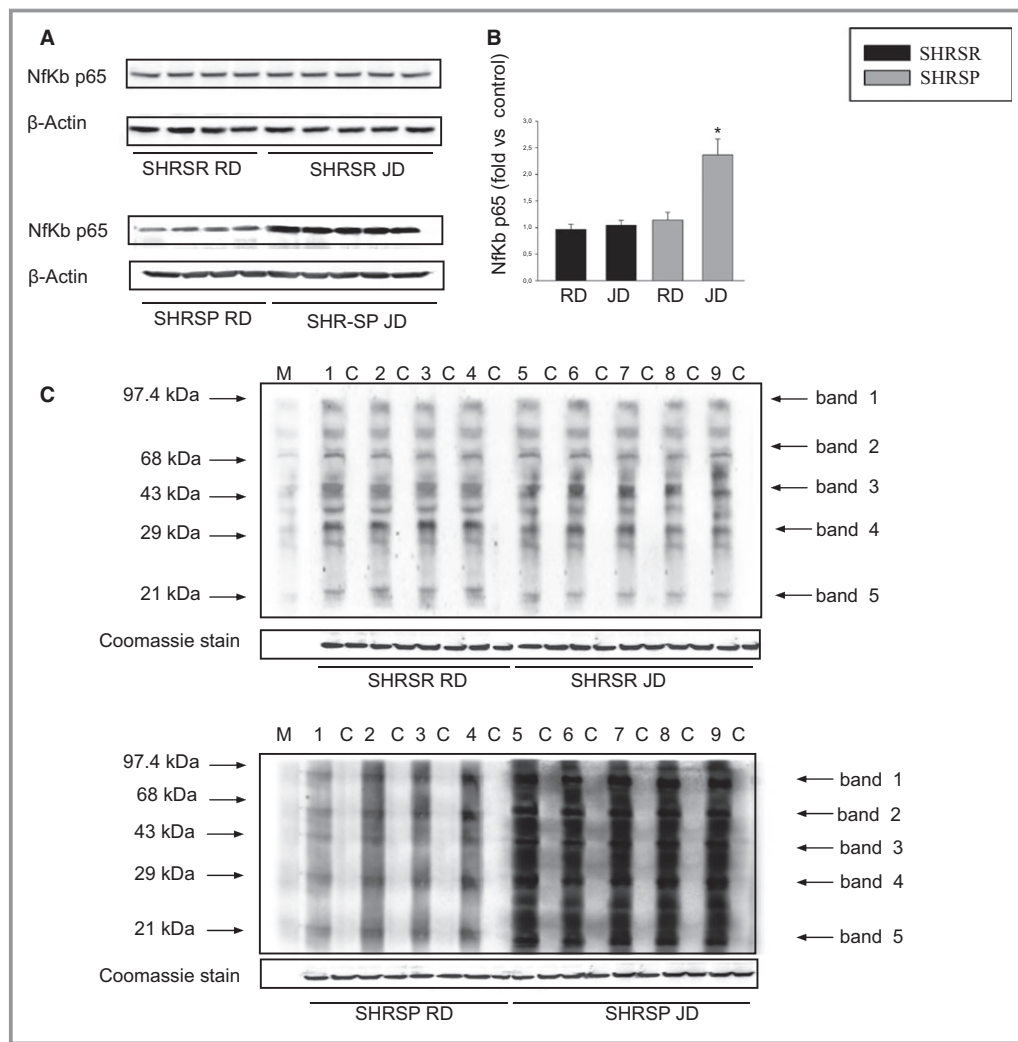 A
NfKb p65
β-Actin
SHRSR RD SHRSR JD
NfKb p65
β-Actin
SHRSP RD SHR-SP JD
B
SHRSR
SHRSP
NfKb p65 (fold vs control)
3,0
2,5
2,0
1,5
1,0
0,5
0,0
*
RD JD RD JD
C
M 1 C 2 C 3 C 4 C 5 C 6 C 7 C 8 C 9 C
97.4 kDa band 1
68 kDa band 2
43 kDa band 3
29 kDa band 4
21 kDa band 5
Coomassie stain
SHRSR RD SHRSR JD
M 1 C 2 C 3 C 4 C 5 C 6 C 7 C 8 C 9 C
97.4 kDa band 1
68 kDa band 2
43 kDa band 3
29 kDa band 4
21 kDa band 5
Coomassie stain
SHRSP RD SHRSP JD